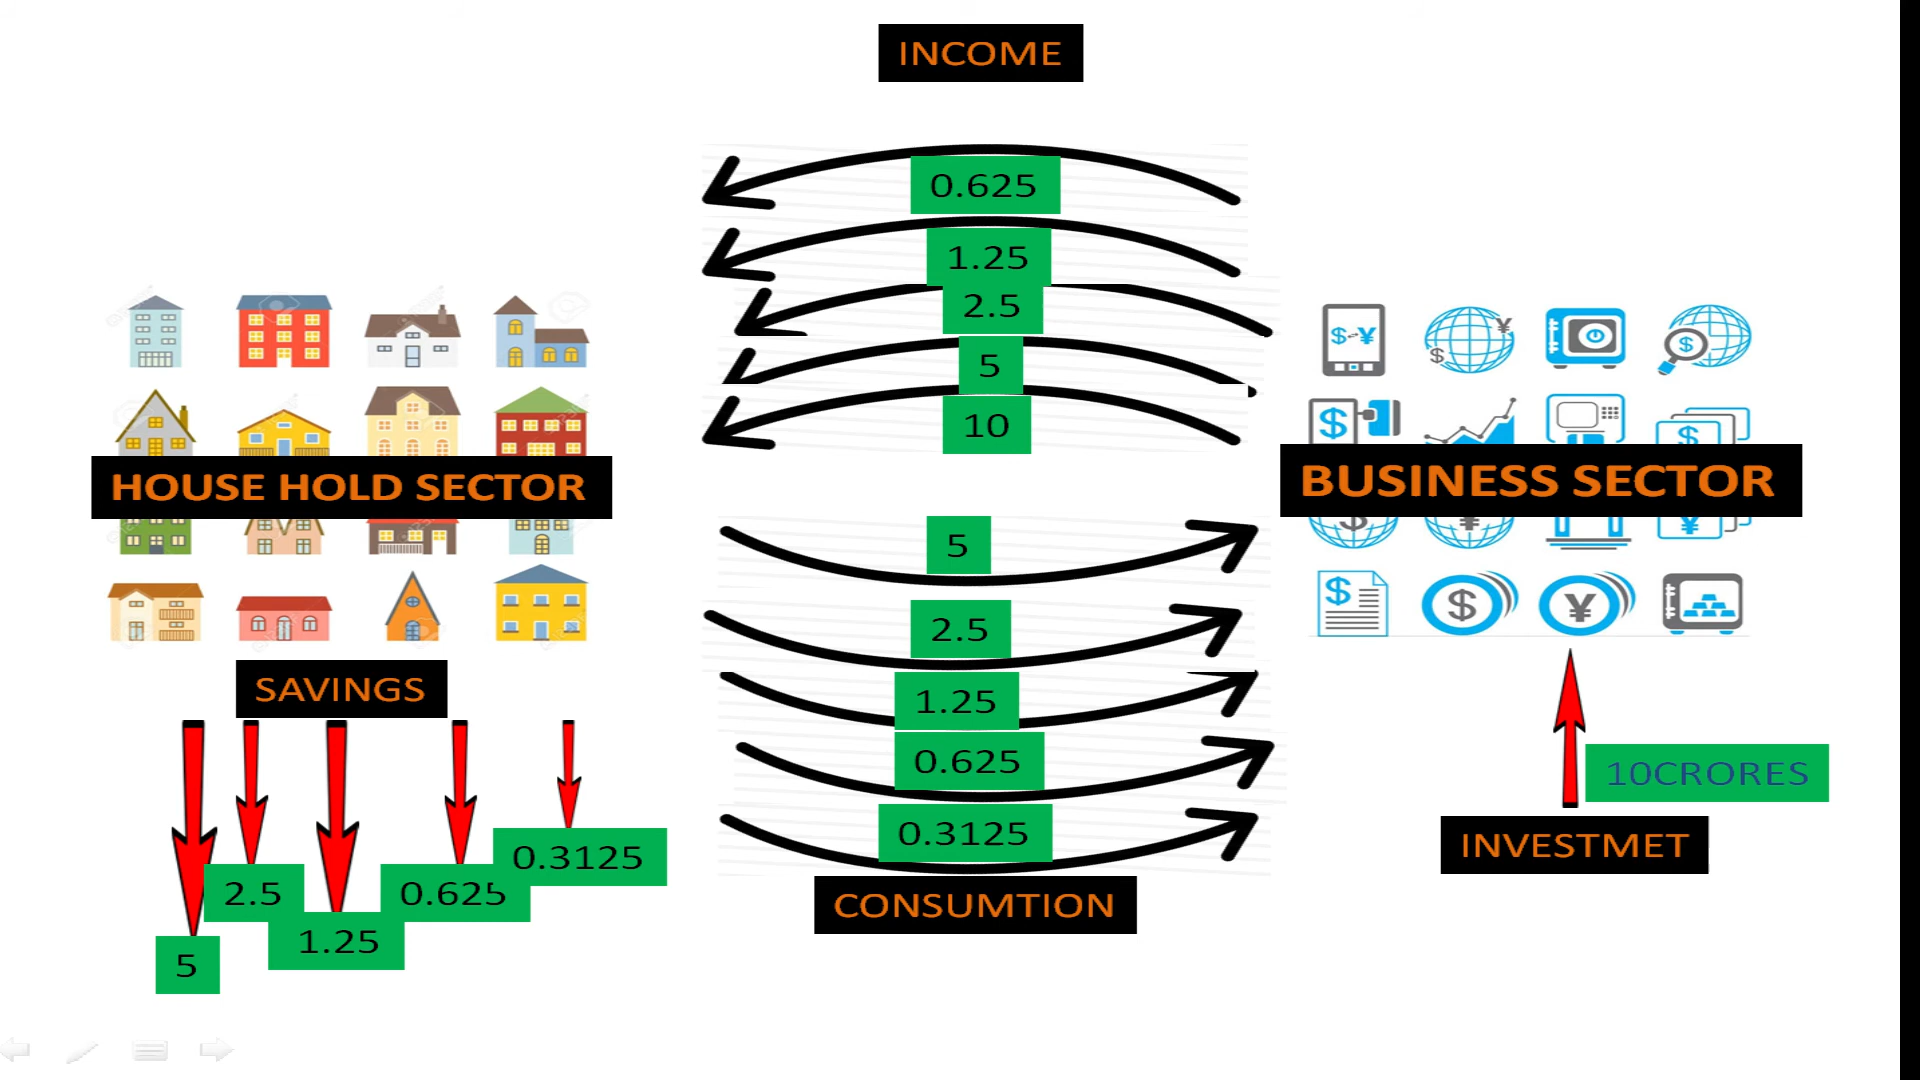 INCOME
0.625
1.25
2.5
5
10
HOUSE HOLD SECTOR
BUSINESS SECTOR
5
2.5
1.25
0.625
0.3125
CONSUMTION
SAVINGS
5
2.5
1.25
0.625
0.3125
10CRORES
INVESTMET